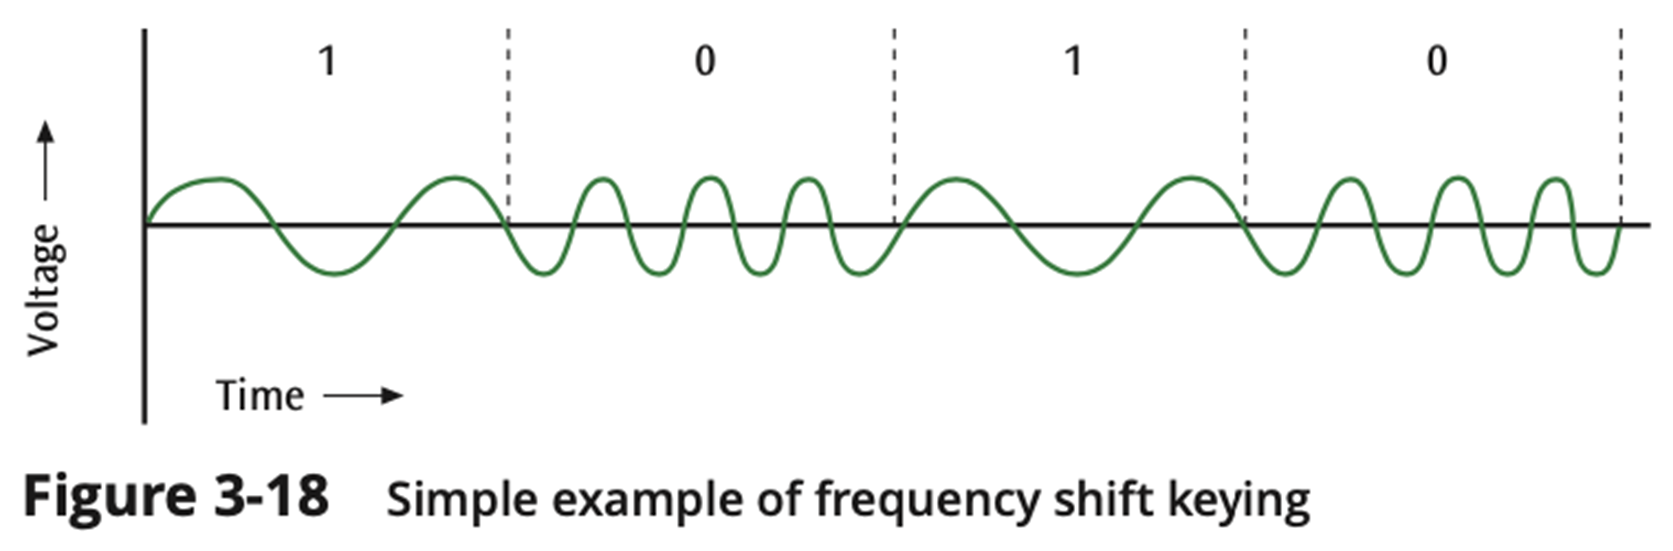 1 0 1 0
Voltage
Time
Figure 3-18 Simple example of frequency shift keying